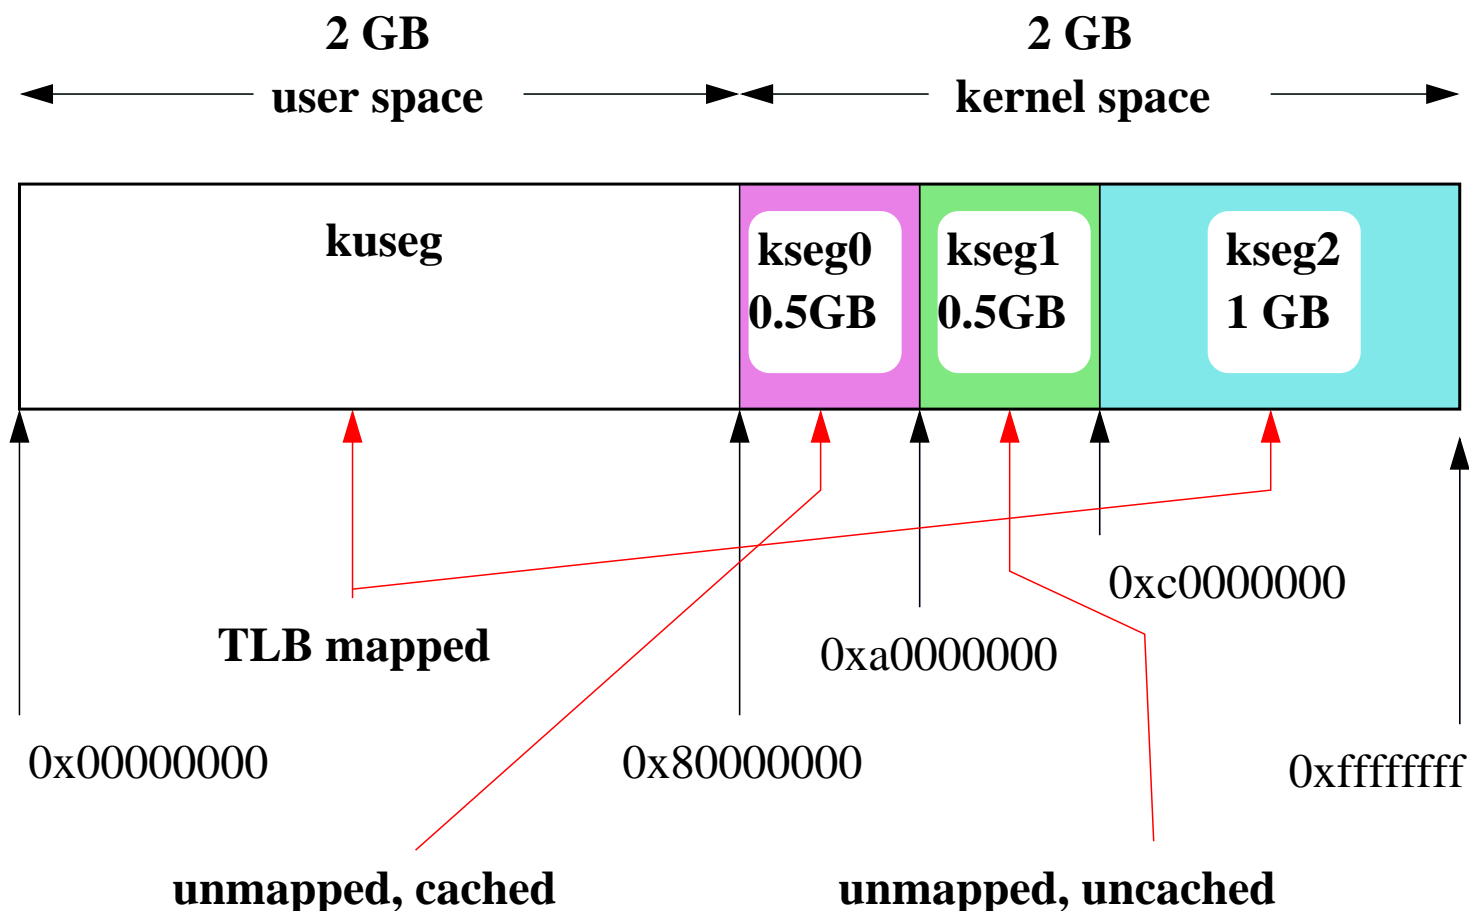 2 GB
user space
2 GB
kernel space
kuseg
kseg0
0.5GB
kseg1
0.5GB
kseg2
1 GB
0xc0000000
TLB mapped
0xa0000000
0x00000000
0x80000000
0xffffffff
unmapped, cached
unmapped, uncached